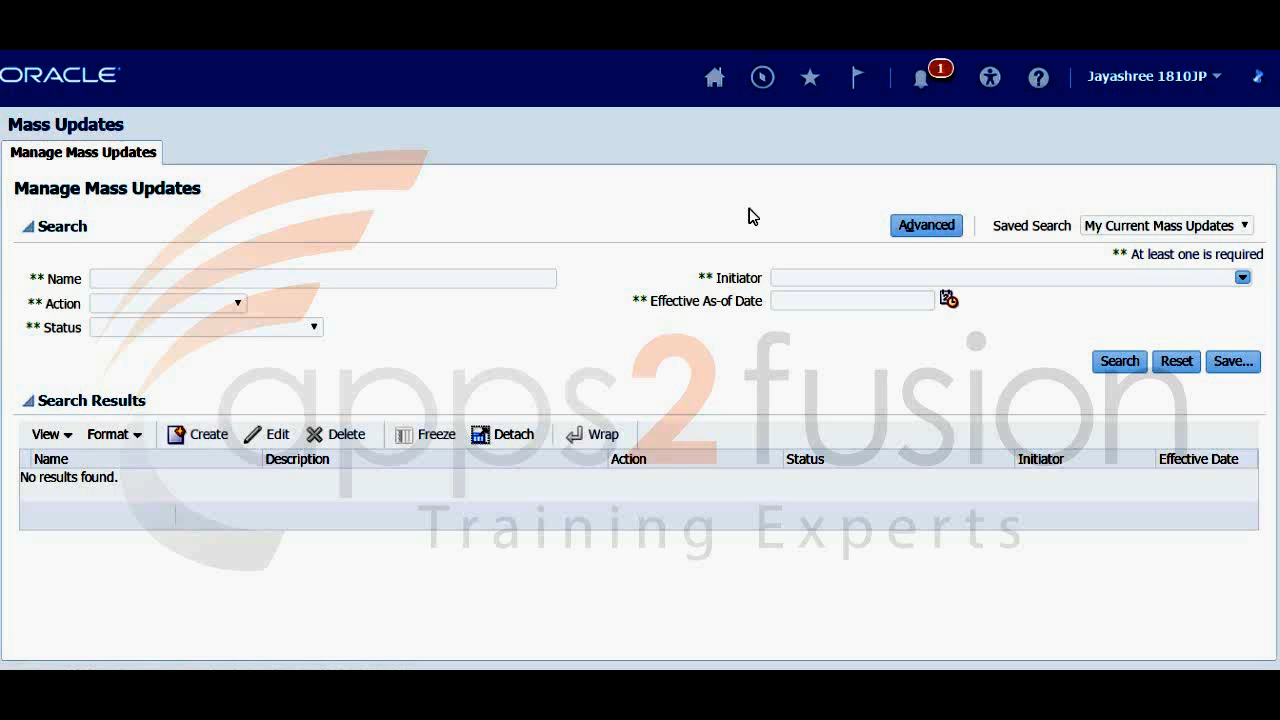 ORACLE
1
Jayashree 1810JP
Mass Updates
Manage Mass Updates
Manage Mass Updates
Search
Advanced
Saved Search
My Current Mass Updates
** At least one is required
** Name
** Initiator
** Action
** Effective As-of Date
** Status
Search
Reset
Save...
apps2fusion
Training Experts
Search Results
View
Format
Create
Edit
Delete
Freeze
Detach
Wrap
Name
Description
Action
Status
Initiator
Effective Date
No results found.